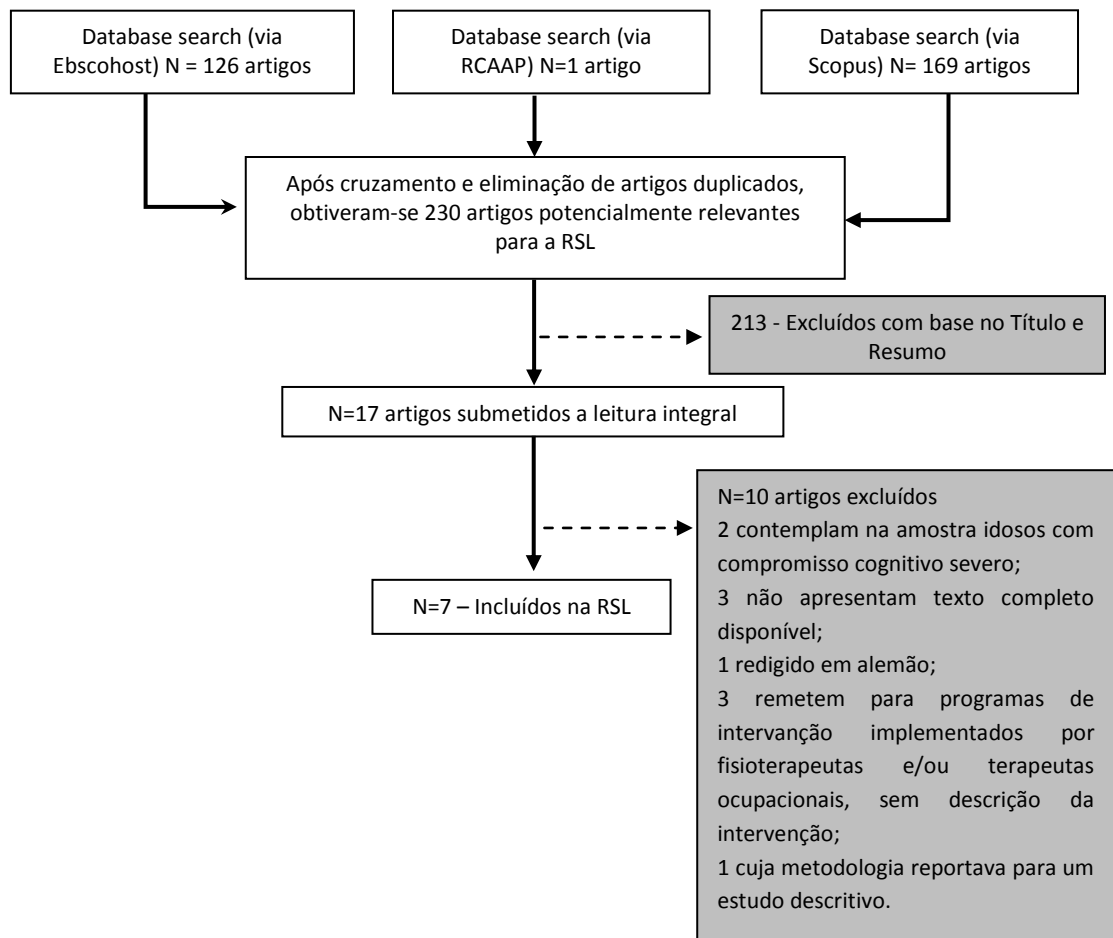 Database search (via
Ebscohost) N = 126 artigos
Database search (via
RCAAP) N=1 artigo
Database search (via
Scopus) N= 169 artigos
Após cruzamento e eliminação de artigos duplicados,
obtiveram-se 230 artigos potencialmente relevantes
para a RSL
213 - Excluídos com base no Título e
Resumo
N=17 artigos submetidos a leitura integral
N=10 artigos excluídos
2 contemplam na amostra idosos com
compromisso cognitivo severo;
3 não apresentam texto completo
disponível;
1 redigido em alemão;
3 remetem para programas de
intervanção implementados por
fisioterapeutas e/ou terapeutas
ocupacionais, sem descrição da
intervenção;
1 cuja metodologia reportava para um
estudo descritivo.
N=7 – Incluídos na RSL